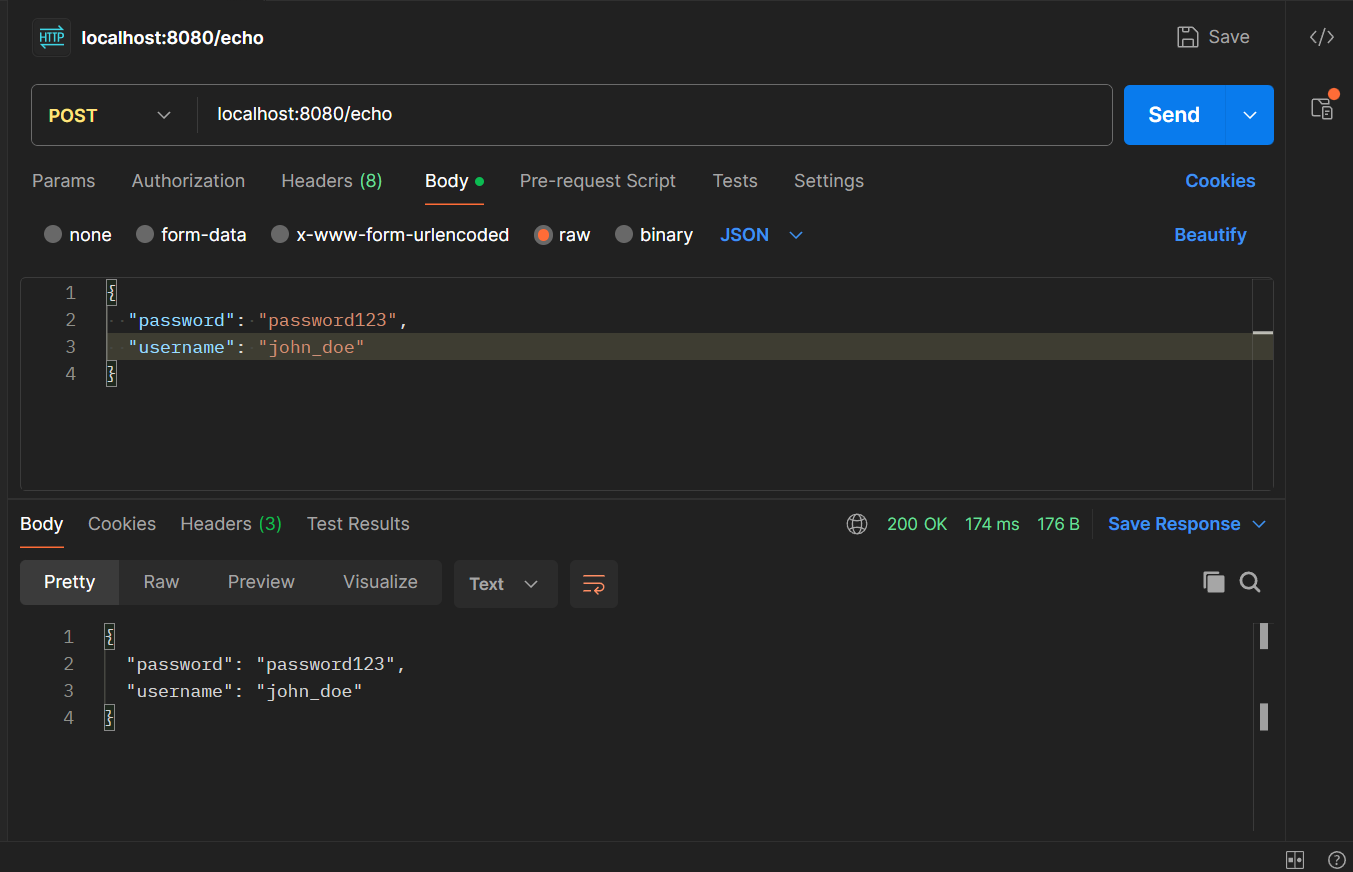 HTTP localhost:8080/echo Save </>
POST localhost:8080/echo Send
Params Authorization Headers (8) Body Pre-request Script Tests Settings Cookies
none form-data x-www-form-urlencoded raw binary JSON Beautify
1 {
2 "password": "password123",
3 "username": "john_doe"
4 }
Body Cookies Headers (3) Test Results 200 OK 174 ms 176 B Save Response
Pretty Raw Preview Visualize Text
1 {
2 "password": "password123",
3 "username": "john_doe"
4 }
?